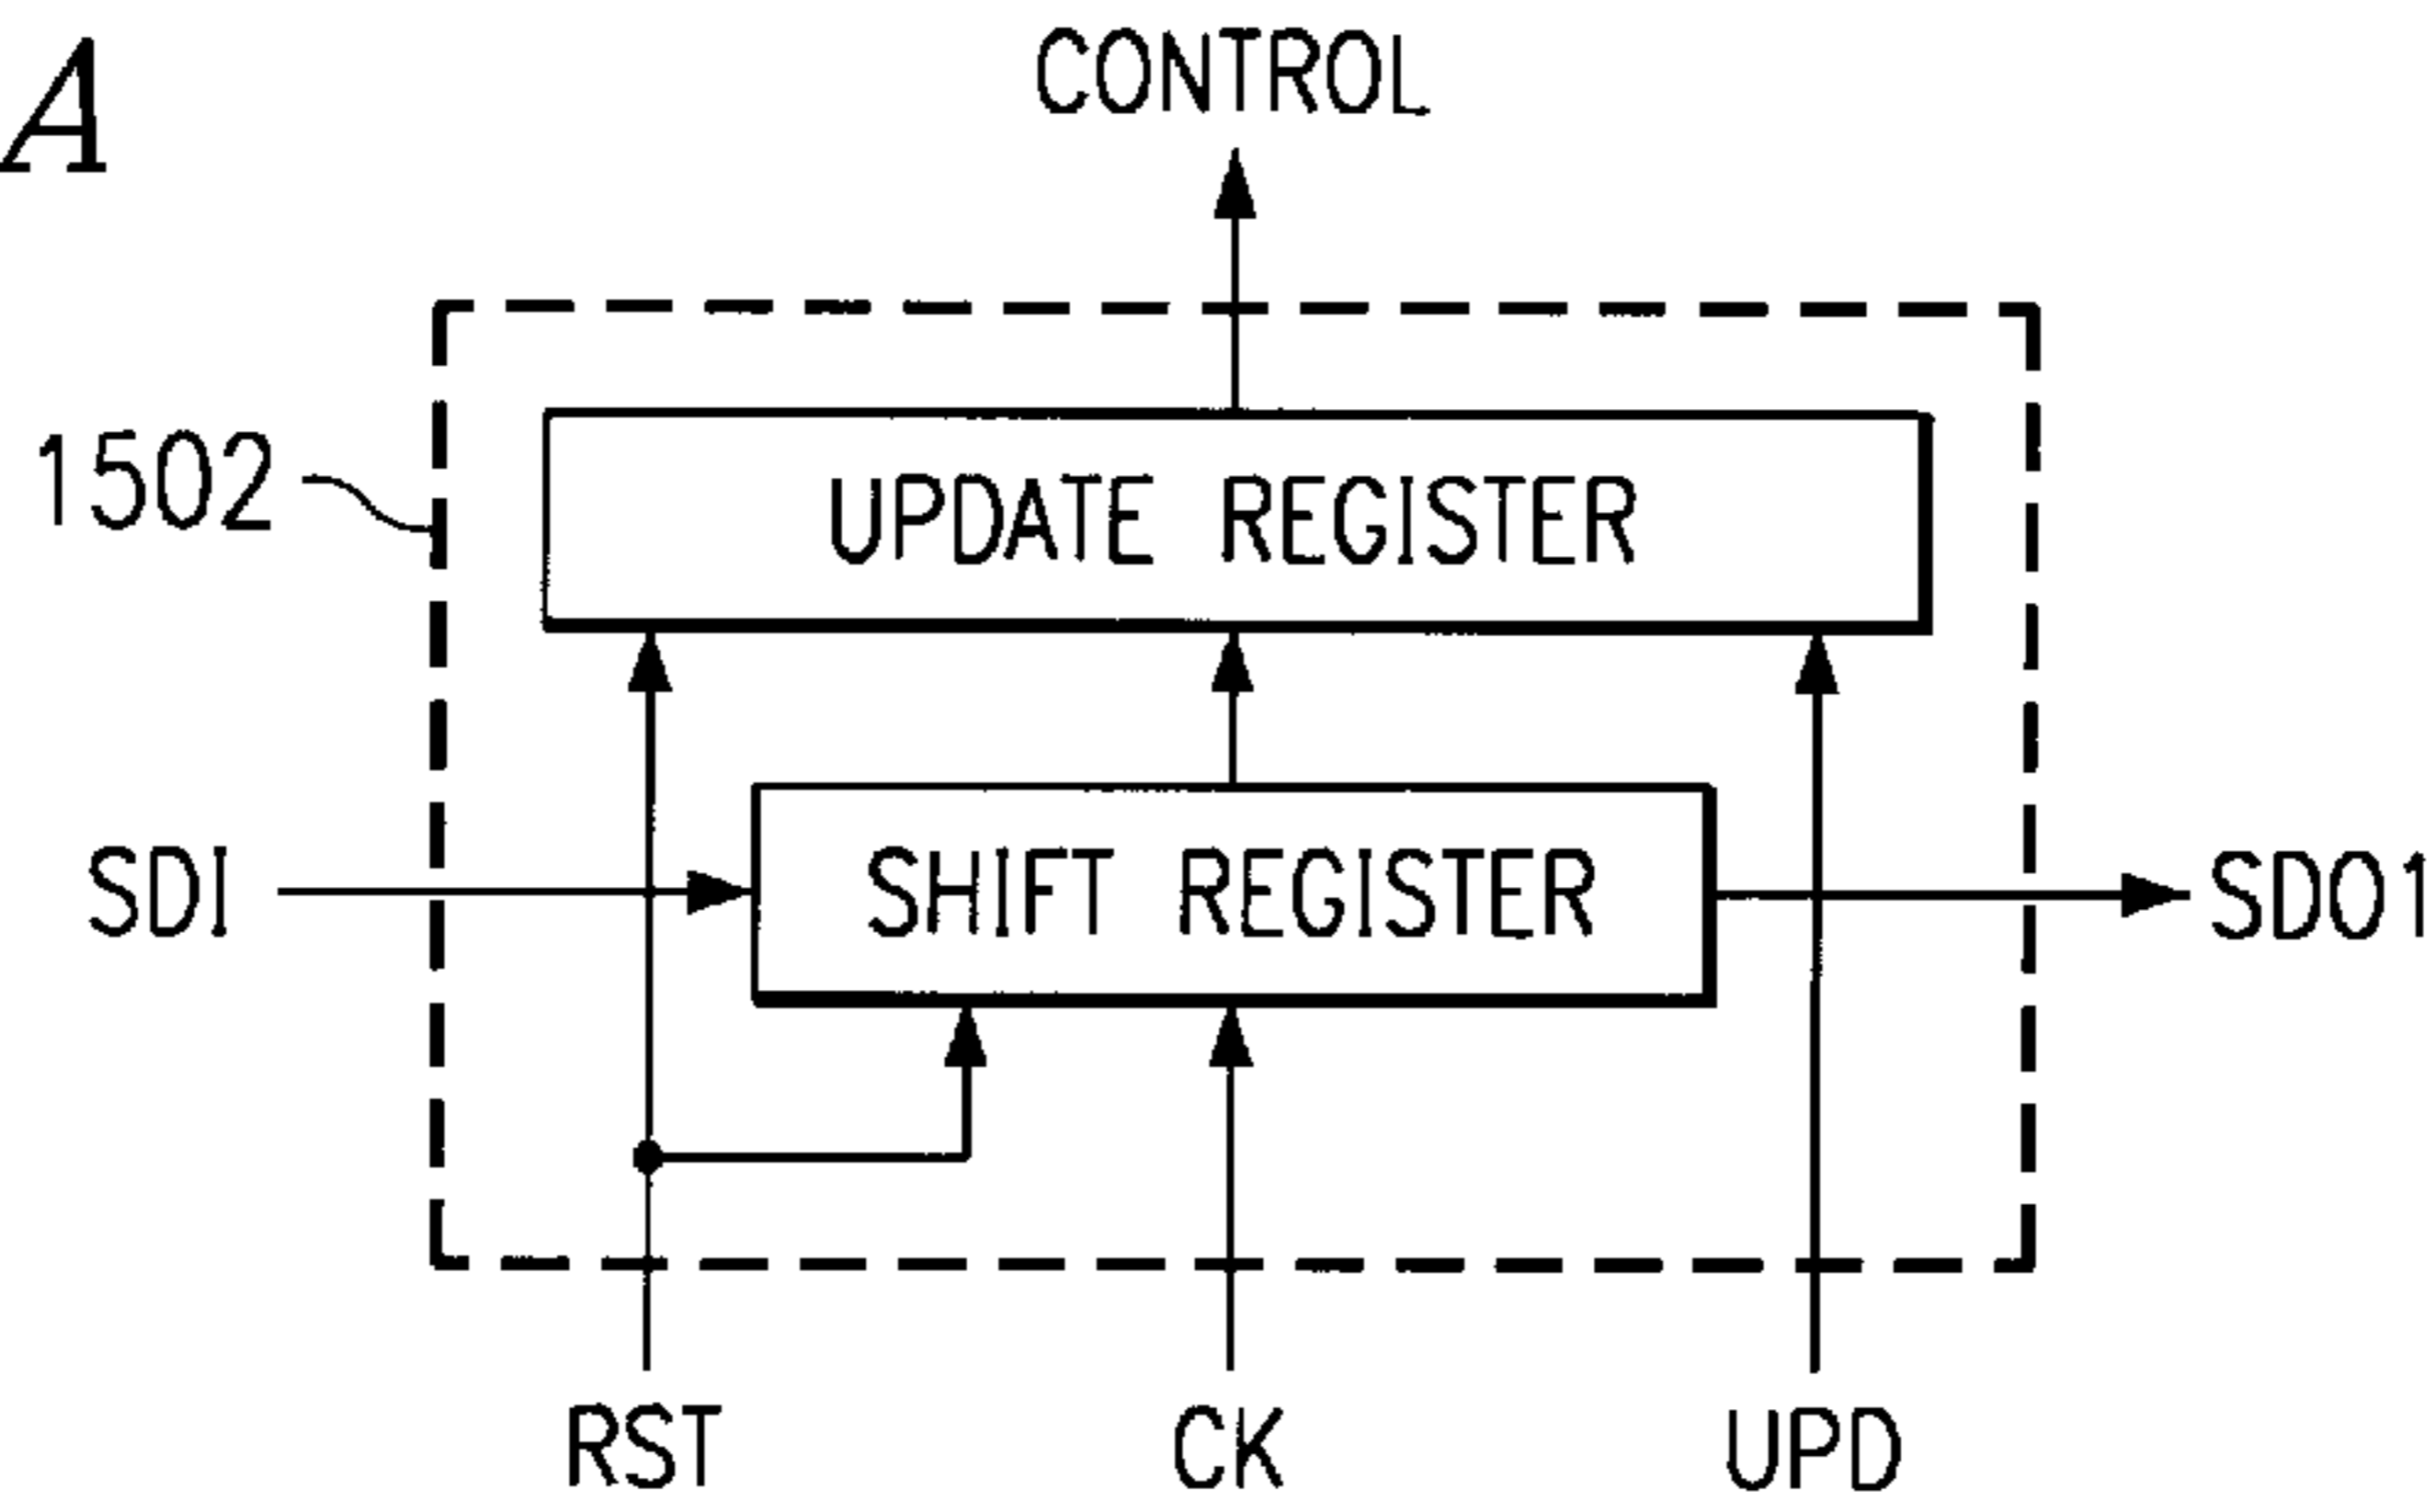 A
CONTROL
1502
UPDATE REGISTER
SDI
SHIFT REGISTER
SDO1
RST
CK
UPD